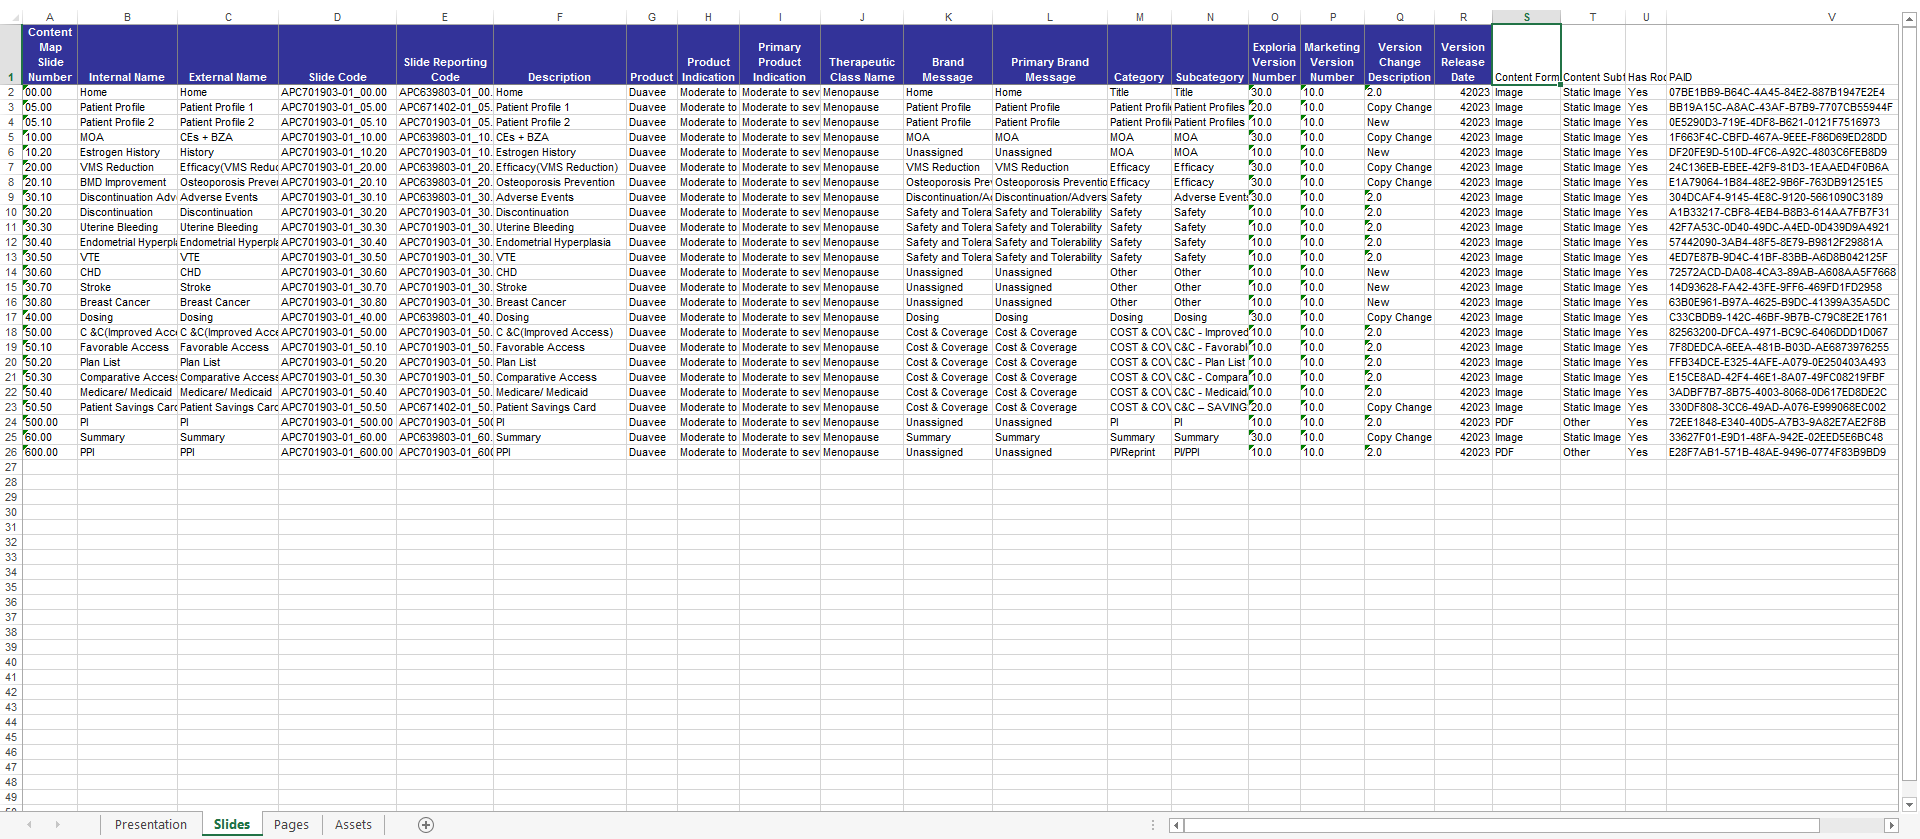 A B C D E F G H I J K L M N O P Q R S T U V
1 Content Map Slide Number Internal Name External Name Slide Code Slide Reporting Code Description Product Product Indication Primary Product Indication Therapeutic Class Name Brand Message Primary Brand Message Category Subcategory Exploria Version Number Marketing Version Number Version Change Description Version Release Date Content Form Content Sub Has Ro PAID
2 00.00 Home Home APC701903-01_00.00 APC639803-01_00. Home Duavee Moderate to Moderate to sev Menopause Home Home Title Title 30.0 10.0 2.0 42023 Image Static Image Yes 07BE1BB9-B64C-4A45-84E2-887B1947E2E4
3 05.00 Patient Profile Patient Profile 1 APC701903-01_05.00 APC671402-01_05. Patient Profile 1 Duavee Moderate to Moderate to sev Menopause Patient Profile Patient Profile Patient Profil Patient Profiles 20.0 10.0 Copy Change 42023 Image Static Image Yes BB19A15C-A8AC-43AF-B7B9-7707CB55944F
4 05.10 Patient Profile 2 Patient Profile 2 APC701903-01_05.10 APC701903-01_05. Patient Profile 2 Duavee Moderate to Moderate to sev Menopause Patient Profile Patient Profile Patient Profil Patient Profiles 10.0 10.0 New 42023 Image Static Image Yes 0E5290D3-719E-4DF8-B621-0121F7516973
5 10.00 MOA CEs + BZA APC701903-01_10.00 APC639803-01_10. CEs + BZA Duavee Moderate to Moderate to sev Menopause MOA MOA MOA MOA 30.0 10.0 Copy Change 42023 Image Static Image Yes 1F663F4C-CBFD-467A-9EEE-F86D69ED28DD
6 10.20 Estrogen History History APC701903-01_10.20 APC701903-01_10. Estrogen History Duavee Moderate to Moderate to sev Menopause Unassigned Unassigned MOA MOA 10.0 10.0 New 42023 Image Static Image Yes DF20FE9D-510D-4FC6-A92C-4803C6FEB8D9
7 20.00 VMS Reduction Efficacy(VMS Reduc APC701903-01_20.00 APC639803-01_20. Efficacy(VMS Reduction) Duavee Moderate to Moderate to sev Menopause VMS Reduction VMS Reduction Efficacy Efficacy 30.0 10.0 Copy Change 42023 Image Static Image Yes 24C136EB-EBEE-42F9-81D3-1EAAED4F0B6A
8 20.10 BMD Improvement Osteoporosis Preve APC701903-01_20.10 APC639803-01_20. Osteoporosis Prevention Duavee Moderate to Moderate to sev Menopause Osteoporosis Pre Osteoporosis Preventio Efficacy Efficacy 30.0 10.0 Copy Change 42023 Image Static Image Yes E1A79064-1B84-48E2-9B6F-763DB91251E5
9 30.10 Discontinuation Adv Adverse Events APC701903-01_30.10 APC639803-01_30. Adverse Events Duavee Moderate to Moderate to sev Menopause Discontinuation/A Discontinuation/Advers Safety Adverse Event 30.0 10.0 2.0 42023 Image Static Image Yes 304DCAF4-9145-4E8C-9120-5661090C3189
10 30.20 Discontinuation Discontinuation APC701903-01_30.20 APC701903-01_30. Discontinuation Duavee Moderate to Moderate to sev Menopause Safety and Tolera Safety and Tolerability Safety Safety 10.0 10.0 2.0 42023 Image Static Image Yes A1B33217-CBF8-4EB4-B8B3-614AA7FB7F31
11 30.30 Uterine Bleeding Uterine Bleeding APC701903-01_30.30 APC701903-01_30. Uterine Bleeding Duavee Moderate to Moderate to sev Menopause Safety and Tolera Safety and Tolerability Safety Safety 10.0 10.0 2.0 42023 Image Static Image Yes 42F7A53C-0D40-49DC-A4ED-0D439D9A4921
12 30.40 Endometrial Hyperpl Endometrial Hyperpl APC701903-01_30.40 APC701903-01_30. Endometrial Hyperplasia Duavee Moderate to Moderate to sev Menopause Safety and Tolera Safety and Tolerability Safety Safety 10.0 10.0 2.0 42023 Image Static Image Yes 57442090-3AB4-48F5-8E79-B9812F29881A
13 30.50 VTE VTE APC701903-01_30.50 APC701903-01_30. VTE Duavee Moderate to Moderate to sev Menopause Safety and Tolera Safety and Tolerability Safety Safety 10.0 10.0 2.0 42023 Image Static Image Yes 4ED7E87B-9D4C-41BF-83BB-A6D8B042125F
14 30.60 CHD CHD APC701903-01_30.60 APC701903-01_30. CHD Duavee Moderate to Moderate to sev Menopause Unassigned Unassigned Other Other 10.0 10.0 New 42023 Image Static Image Yes 72572ACD-DA08-4CA3-89AB-A608AA5F7668
15 30.70 Stroke Stroke APC701903-01_30.70 APC701903-01_30. Stroke Duavee Moderate to Moderate to sev Menopause Unassigned Unassigned Other Other 10.0 10.0 New 42023 Image Static Image Yes 14D93628-FA42-43FE-9FF6-469FD1FD2958
16 30.80 Breast Cancer Breast Cancer APC701903-01_30.80 APC701903-01_30. Breast Cancer Duavee Moderate to Moderate to sev Menopause Unassigned Unassigned Other Other 10.0 10.0 New 42023 Image Static Image Yes 63B0E961-B97A-4625-B9DC-41399A35A5DC
17 40.00 Dosing Dosing APC701903-01_40.00 APC639803-01_40. Dosing Duavee Moderate to Moderate to sev Menopause Dosing Dosing Dosing Dosing 30.0 10.0 Copy Change 42023 Image Static Image Yes C33CBDB9-142C-46BF-9B7B-C79C8E2E1761
18 50.00 C &C(Improved Acc C &C(Improved Acce APC701903-01_50.00 APC701903-01_50. C &C(Improved Access) Duavee Moderate to Moderate to sev Menopause Cost & Coverage Cost & Coverage COST & COV C&C - Improved 10.0 10.0 2.0 42023 Image Static Image Yes 82563200-DFCA-4971-BC9C-6406DDD1D067
19 50.10 Favorable Access Favorable Access APC701903-01_50.10 APC701903-01_50. Favorable Access Duavee Moderate to Moderate to sev Menopause Cost & Coverage Cost & Coverage COST & COV C&C - Favorabl 10.0 10.0 2.0 42023 Image Static Image Yes 7F8DEDCA-6EEA-481B-B03D-AE6873976255
20 50.20 Plan List Plan List APC701903-01_50.20 APC701903-01_50. Plan List Duavee Moderate to Moderate to sev Menopause Cost & Coverage Cost & Coverage COST & COV C&C - Plan List 10.0 10.0 2.0 42023 Image Static Image Yes FFB34DCE-E325-4AFE-A079-0E250403A493
21 50.30 Comparative Access Comparative Access APC701903-01_50.30 APC701903-01_50. Comparative Access Duavee Moderate to Moderate to sev Menopause Cost & Coverage Cost & Coverage COST & COV C&C - Compara 10.0 10.0 2.0 42023 Image Static Image Yes E15CE8AD-42F4-46E1-8A07-49FC08219FBF
22 50.40 Medicare/ Medicaid Medicare/ Medicaid APC701903-01_50.40 APC701903-01_50. Medicare/ Medicaid Duavee Moderate to Moderate to sev Menopause Cost & Coverage Cost & Coverage COST & COV C&C - Medicaid 10.0 10.0 2.0 42023 Image Static Image Yes 3ADBF7B7-8B75-4003-8068-0D617ED8DE2C
23 50.50 Patient Savings Card Patient Savings Card APC701903-01_50.50 APC671402-01_50. Patient Savings Card Duavee Moderate to Moderate to sev Menopause Cost & Coverage Cost & Coverage COST & COV C&C – SAVING 20.0 10.0 Copy Change 42023 Image Static Image Yes 330DF808-3CC6-49AD-A076-E999068EC002
24 500.00 PI PI APC701903-01_500.00 APC701903-01_500 PI Duavee Moderate to Moderate to sev Menopause Unassigned Unassigned PI PI 10.0 10.0 2.0 42023 PDF Other Yes 72EE1848-E340-40D5-A7B3-9A82E7AE2F8B
25 60.00 Summary Summary APC701903-01_60.00 APC639803-01_60. Summary Duavee Moderate to Moderate to sev Menopause Summary Summary Summary Summary 30.0 10.0 Copy Change 42023 Image Static Image Yes 33627F01-E9D1-48FA-942E-02EED5E6BC48
26 600.00 PPI PPI APC701903-01_600.00 APC701903-01_600 PPI Duavee Moderate to Moderate to sev Menopause Unassigned Unassigned PI/Reprint PI/PPI 10.0 10.0 2.0 42023 PDF Other Yes E28F7AB1-571B-48AE-9496-0774F83B9BD9
27
28
29
30
31
32
33
34
35
36
37
38
39
40
41
42
43
44
45
46
47
48
49
Presentation Slides Pages Assets